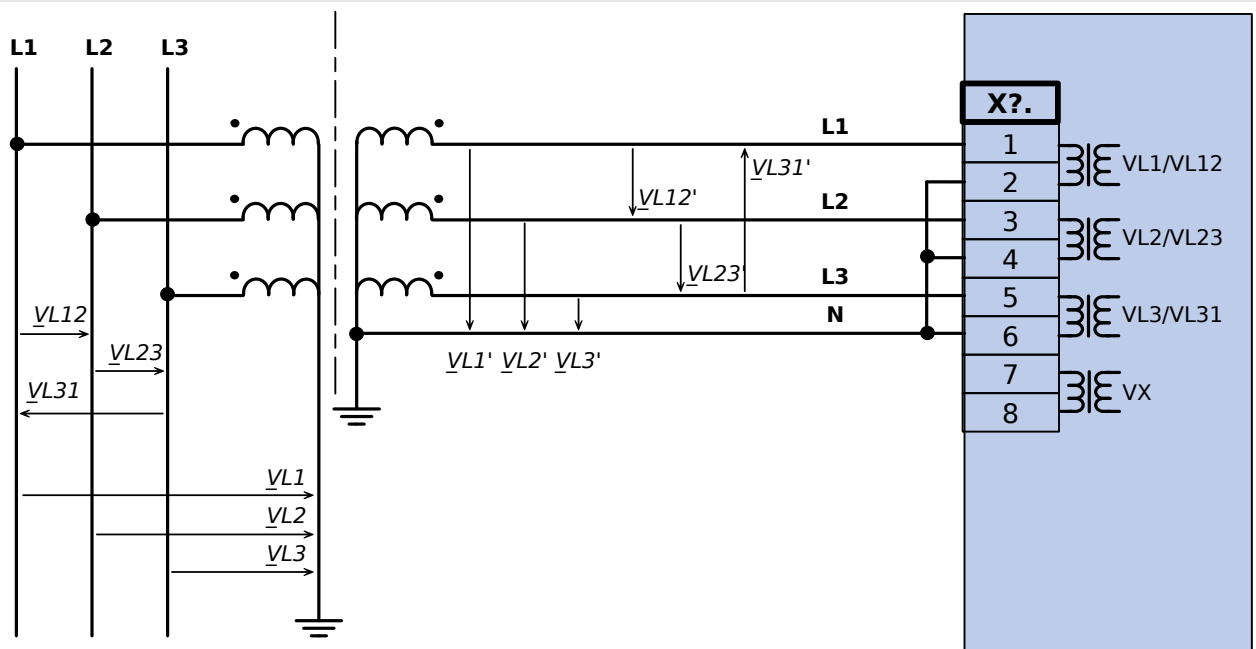 L1 L2 L3
X?.
L1
1
VL1/VL12
VL31'
2
VL12'
L2
3
VL2/VL23
4
VL23'
L3
5
VL12
N
VL3/VL31
6
VL23
VL1' VL2' VL3'
7
VL31
VX
8
VL1
VL2
VL3